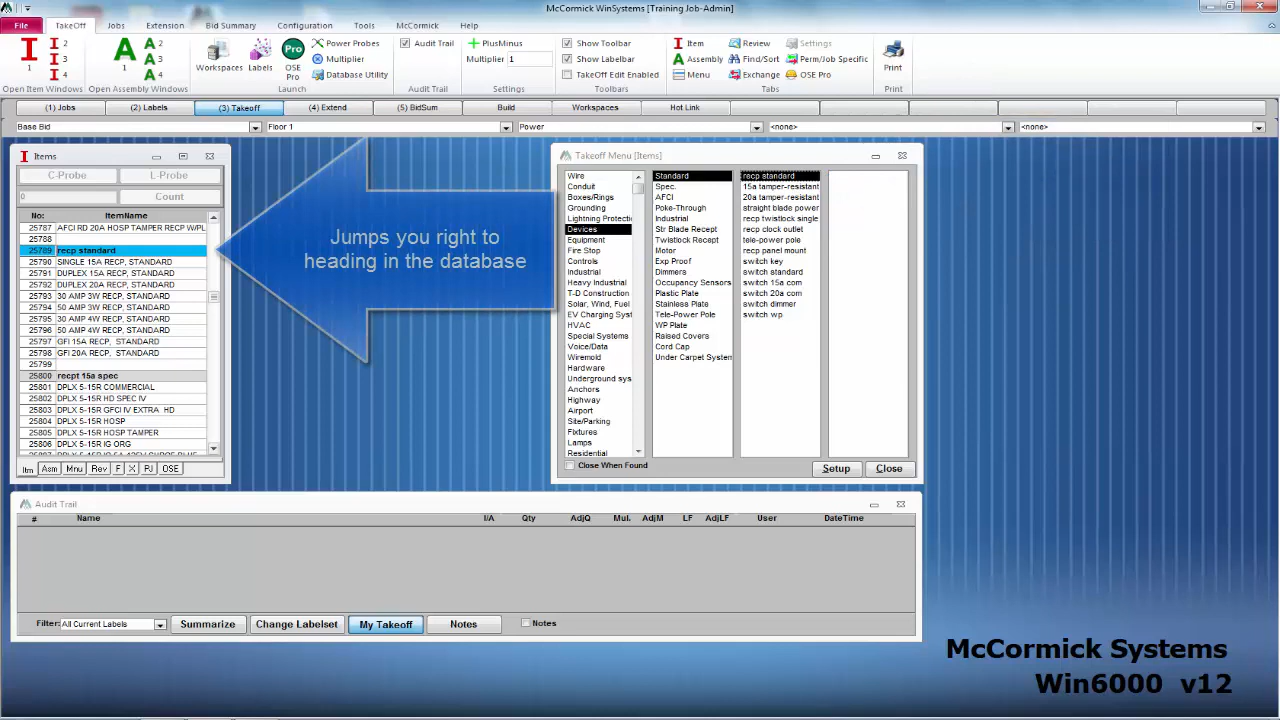 McCormick WinSystems [Training Job-Admin]
File TakeOff Jobs Extension Bid Summary Configuration Tools McCormick Help
I 1
I 2
I 3
I 4
Open Item Windows
A 1
A 2
A 3
A 4
Open Assembly Windows
Workspaces
Labels
Pro
OSE
Pro
Power Probes
Multiplier
Database Utility
Launch
Audit Trail
Audit Trail
PlusMinus
Multiplier 1
Settings
Show Toolbar
Show Labelbar
TakeOff Edit Enabled
Toolbars
Item
Assembly
Menu
Review
Find/Sort
Exchange
Settings
Perm/Job Specific
OSE Pro
Tabs
Print
Print
(1) Jobs (2) Labels (3) Takeoff (4) Extend (5) BidSum Build Workspaces Hot Link
Base Bid Floor 1 Power <none> <none>
I Items
C-Probe L-Probe
0 Count
No: ItemName
25787 AFCI RD 20A HOSP TAMPER RECP W/PL
25788
25789 recp standard
25790 SINGLE 15A RECP, STANDARD
25791 DUPLEX 15A RECP, STANDARD
25792 DUPLEX 20A RECP, STANDARD
25793 30 AMP 3W RECP, STANDARD
25794 30 AMP 4W RECP, STANDARD
25795 50 AMP 3W RECP, STANDARD
25796 50 AMP 4W RECP, STANDARD
25797 GFI 15A RECP, STANDARD
25798 GFI 20A RECP, STANDARD
25799
25800 recpt 15a spec
25801 DPLX 5-15R COMMERCIAL
25802 DPLX 5-15R HD SPEC IV
25803 DPLX 5-15R GFCI IV EXTRA HD
25804 DPLX 5-15R HOSP
25805 DPLX 5-15R HOSP TAMPER
25806 DPLX 5-15R IG ORG
Itm Asm Mnu Rev F X PJ OSE
Jumps you right to
heading in the database
Takeoff Menu [Items]
Wire
Conduit
Boxes/Rings
Grounding
Lightning Protectio
Devices
Equipment
Fire Stop
Controls
Industrial
Heavy Industrial
T-D Construction
Solar, Wind, Fuel
EV Charging Syst
HVAC
Special Systems
Voice/Data
Wiremold
Hardware
Underground sys
Anchors
Highway
Airport
Site/Parking
Fixtures
Lamps
Residential
Standard
Spec.
AFCI
Poke-Through
Industrial
Str Blade Recept
Twistlock Recept
Motor
Exp Proof
Dimmers
Occupancy Sensors
Plastic Plate
Stainless Plate
Tele-Power Pole
WP Plate
Raised Covers
Cord Cap
Under Carpet System
recp standard
15a tamper-resistant
20a tamper-resistant
straight blade power
recp twistlock single
recp clock outlet
tele-power pole
recp panel mount
switch key
switch standard
switch 15a com
switch 20a com
switch dimmer
switch wp
Close When Found Setup Close
Audit Trail
# Name I/A Qty AdjQ Mul. AdjM LF AdjLF User DateTime
Filter: All Current Labels Summarize Change Labelset My Takeoff Notes Notes
McCormick Systems
Win6000 v12